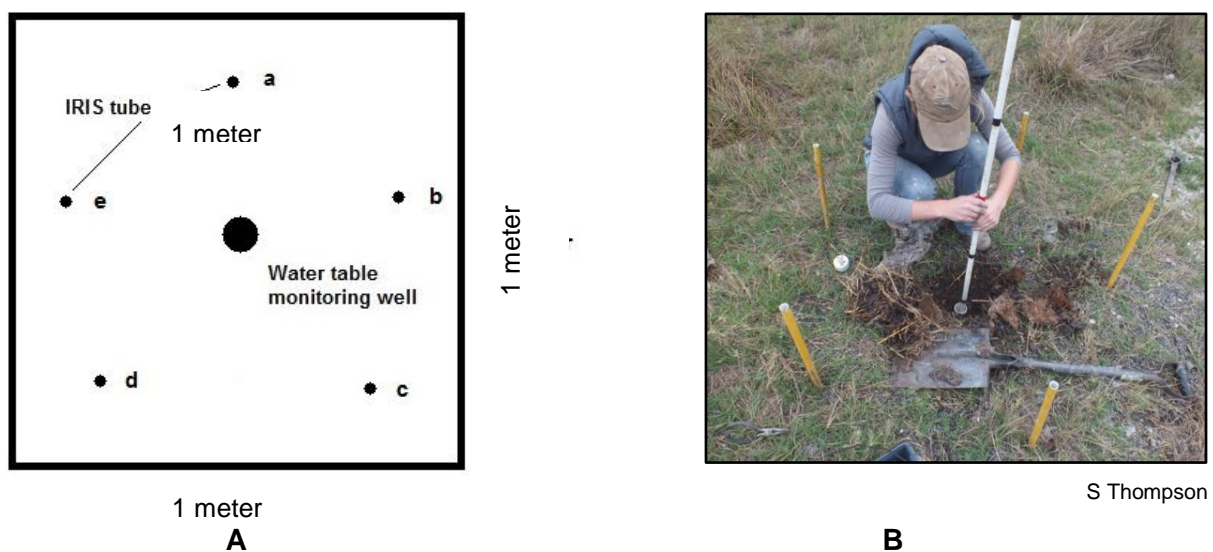 a
IRIS tube
1 meter
e
b
1 meter
Water table
monitoring well
d
c
1 meter
S Thompson
A
B